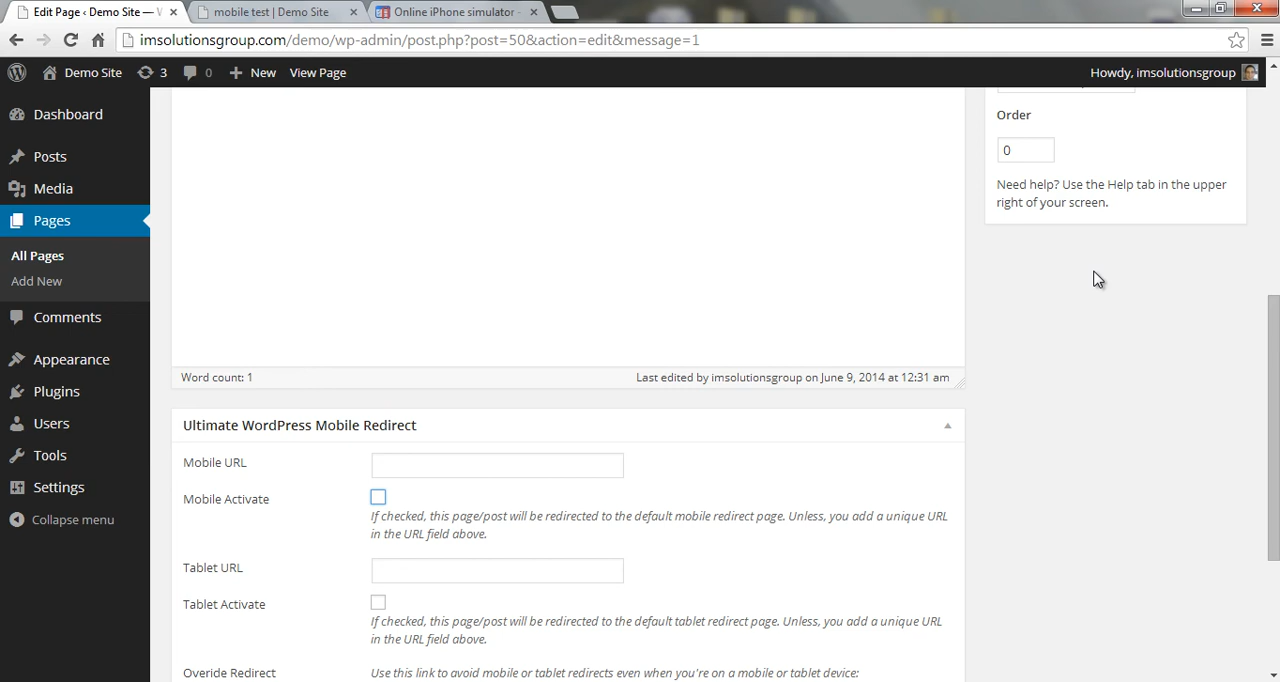 Edit Page ‹ Demo Site — W
mobile test | Demo Site
Online iPhone simulator -
imsolutionsgroup.com/demo/wp-admin/post.php?post=50&action=edit&message=1
Demo Site
3
0
New
View Page
Howdy, imsolutionsgroup
Dashboard
Posts
Media
Pages
All Pages
Add New
Comments
Appearance
Plugins
Users
Tools
Settings
Collapse menu
Order
0
Need help? Use the Help tab in the upper
right of your screen.
Word count: 1
Last edited by imsolutionsgroup on June 9, 2014 at 12:31 am
Ultimate WordPress Mobile Redirect
Mobile URL
Mobile Activate
If checked, this page/post will be redirected to the default mobile redirect page. Unless, you add a unique URL
in the URL field above.
Tablet URL
Tablet Activate
If checked, this page/post will be redirected to the default tablet redirect page. Unless, you add a unique URL
in the URL field above.
Overide Redirect
Use this link to avoid mobile or tablet redirects even when you're on a mobile or tablet device: